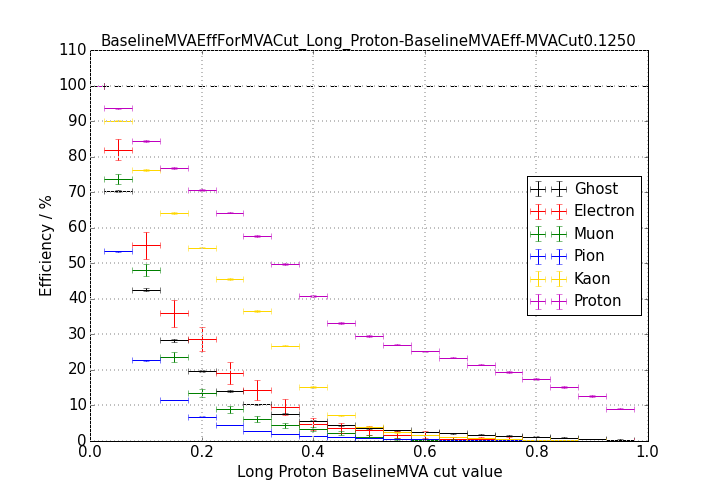 BaselineMVAEffForMVACut_Long_Proton-BaselineMVAEff-MVACut0.1250
110
100
90
80
70
60
50
40
30
20
10
0
Efficiency / %
Ghost
Electron
Muon
Pion
Kaon
Proton
0.0 0.2 0.4 0.6 0.8 1.0
Long Proton BaselineMVA cut value